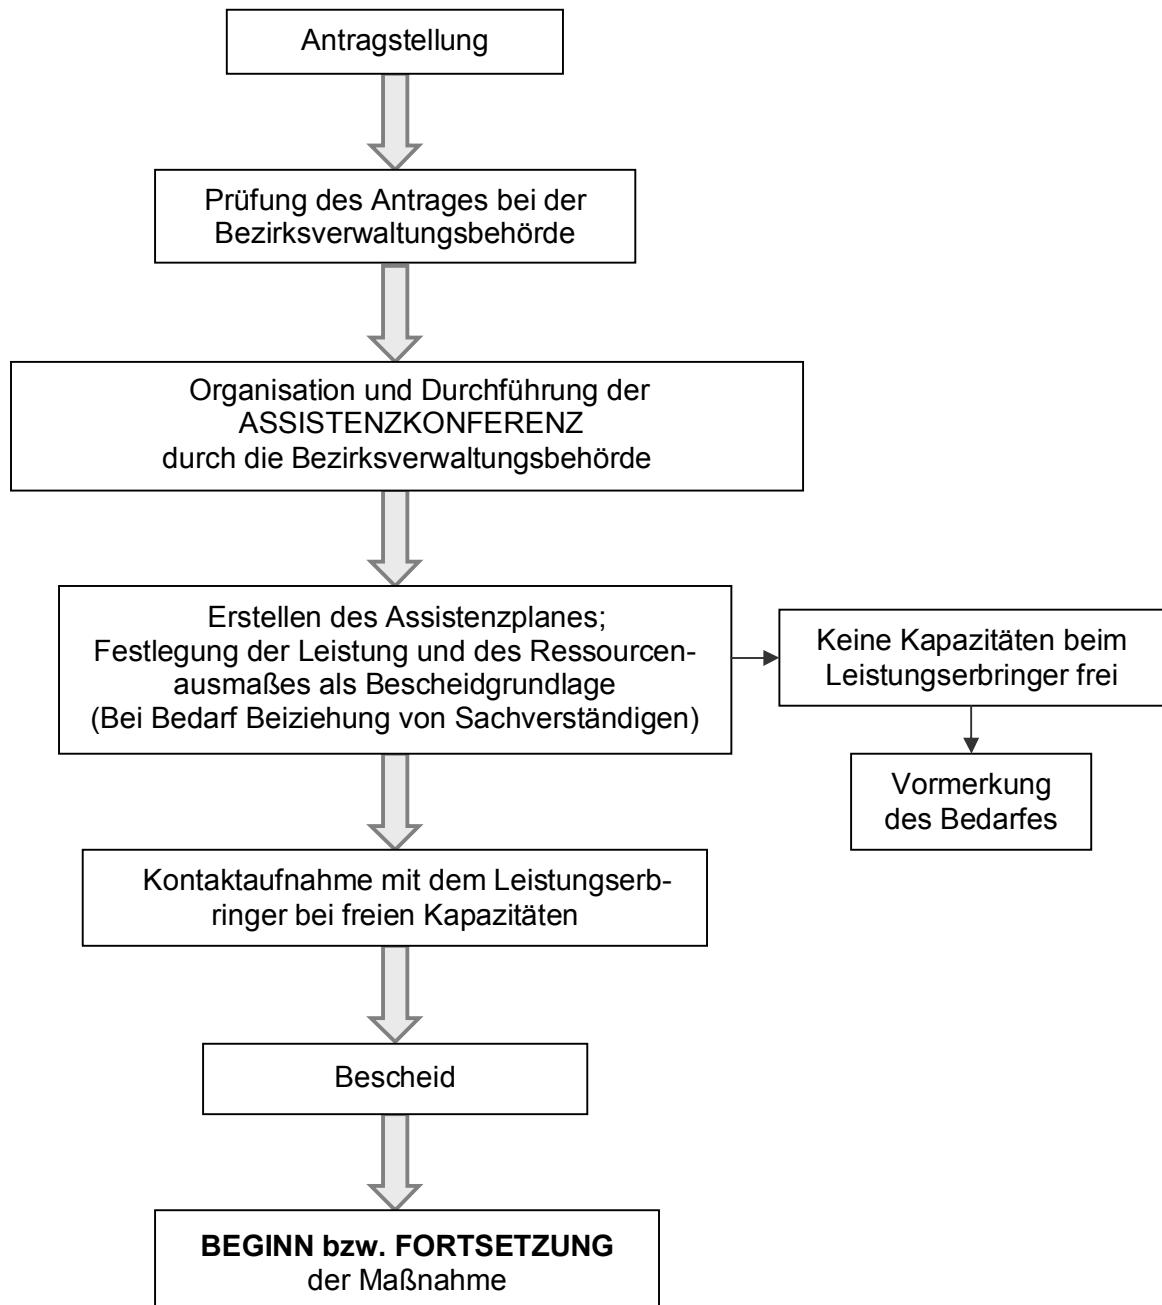 Antragstellung
Prüfung des Antrages bei der
Bezirksverwaltungsbehörde
Organisation und Durchführung der
ASSISTENZKONFERENZ
durch die Bezirksverwaltungsbehörde
Erstellen des Assistenzplanes;
Festlegung der Leistung und des Ressourcen-
ausmaßes als Bescheidgrundlage
(Bei Bedarf Beiziehung von Sachverständigen)
Keine Kapazitäten beim
Leistungserbringer frei
Vormerkung
des Bedarfes
Kontaktaufnahme mit dem Leistungserb-
ringer bei freien Kapazitäten
Bescheid
BEGINN bzw. FORTSETZUNG
der Maßnahme